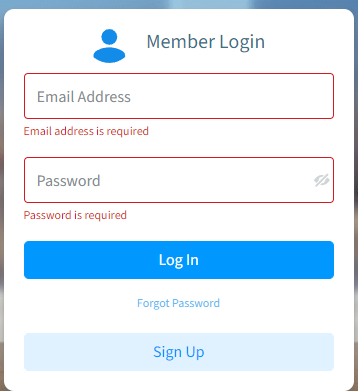 Member Login
Email Address
Email address is required
Password
Password is required
Log In
Forgot Password
Sign Up